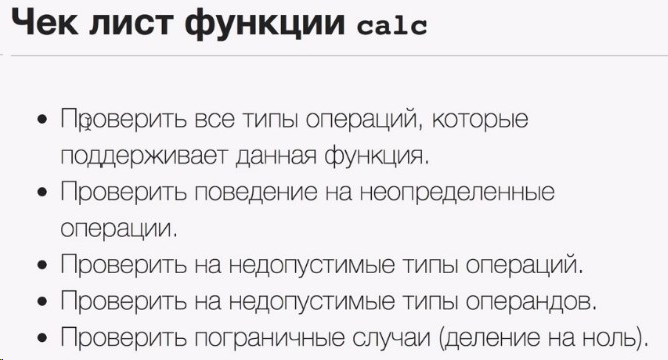 Чек лист функции calc
Проверить все типы операций, которые
поддерживает данная функция.
Проверить поведение на неопределенные
операции.
Проверить на недопустимые типы операций.
Проверить на недопустимые типы операндов.
Проверить пограничные случаи (деление на ноль).